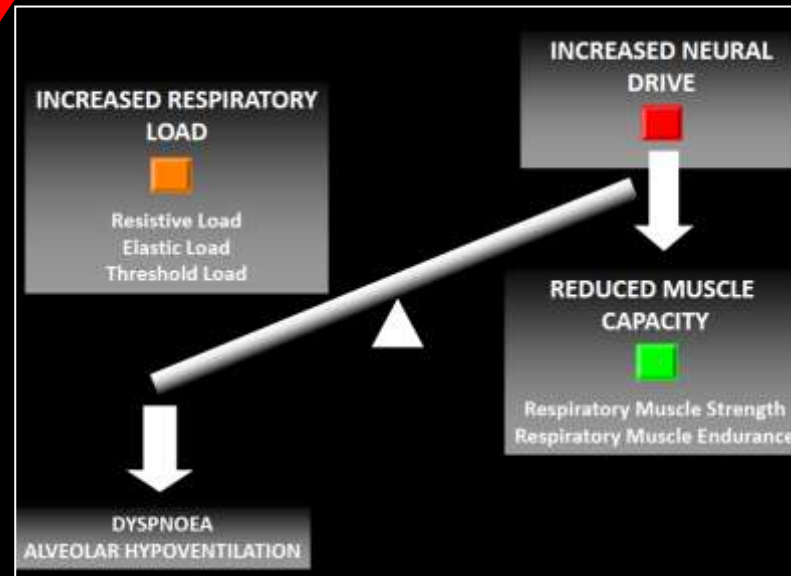 INCREASED RESPIRATORY
LOAD
Resistive Load
Elastic Load
Threshold Load
INCREASED NEURAL
DRIVE
REDUCED MUSCLE
CAPACITY
Respiratory Muscle Strength
Respiratory Muscle Endurance
DYSPNOEA
ALVEOLAR HYPOVENTILATION